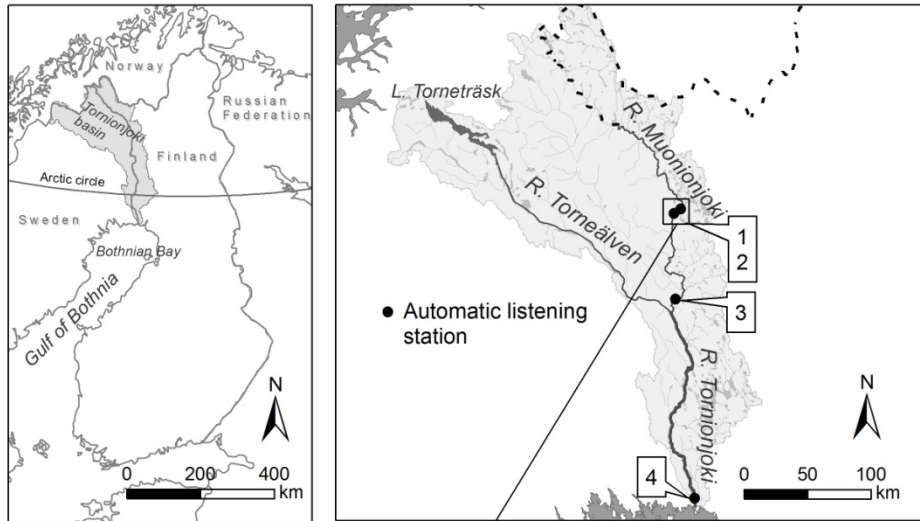 Norway
Russian
Federation
Tornionjoki
basin
Finland
Arctic circle
Sweden
Bothnian Bay
Gulf of Bothnia
N
0 200 400
km
L. Torneträsk
R. Muonionjoki
R. Torneälven
1
2
Automatic listening
station
3
R. Tornionjoki
N
4
0 50 100
km